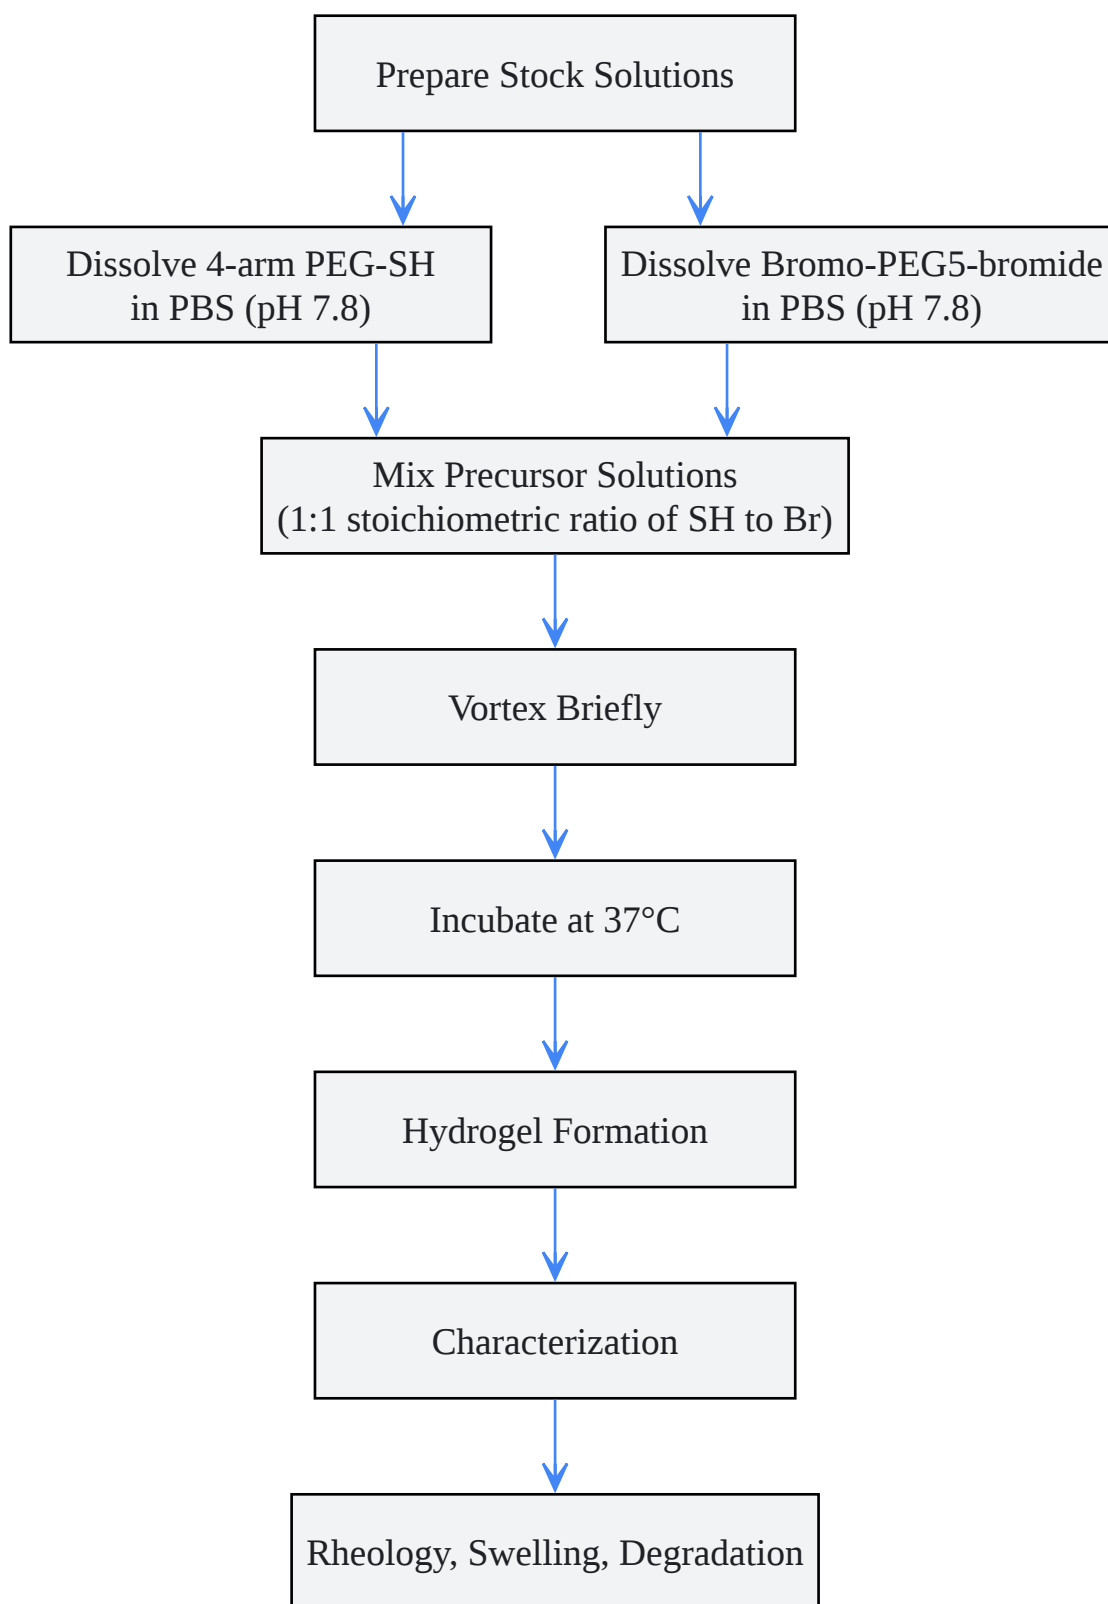 Prepare Stock Solutions
Dissolve 4-arm PEG-SH
in PBS (pH 7.8)
Dissolve Bromo-PEG5-bromide
in PBS (pH 7.8)
Mix Precursor Solutions
(1:1 stoichiometric ratio of SH to Br)
Vortex Briefly
Incubate at 37°C
Hydrogel Formation
Characterization
Rheology, Swelling, Degradation